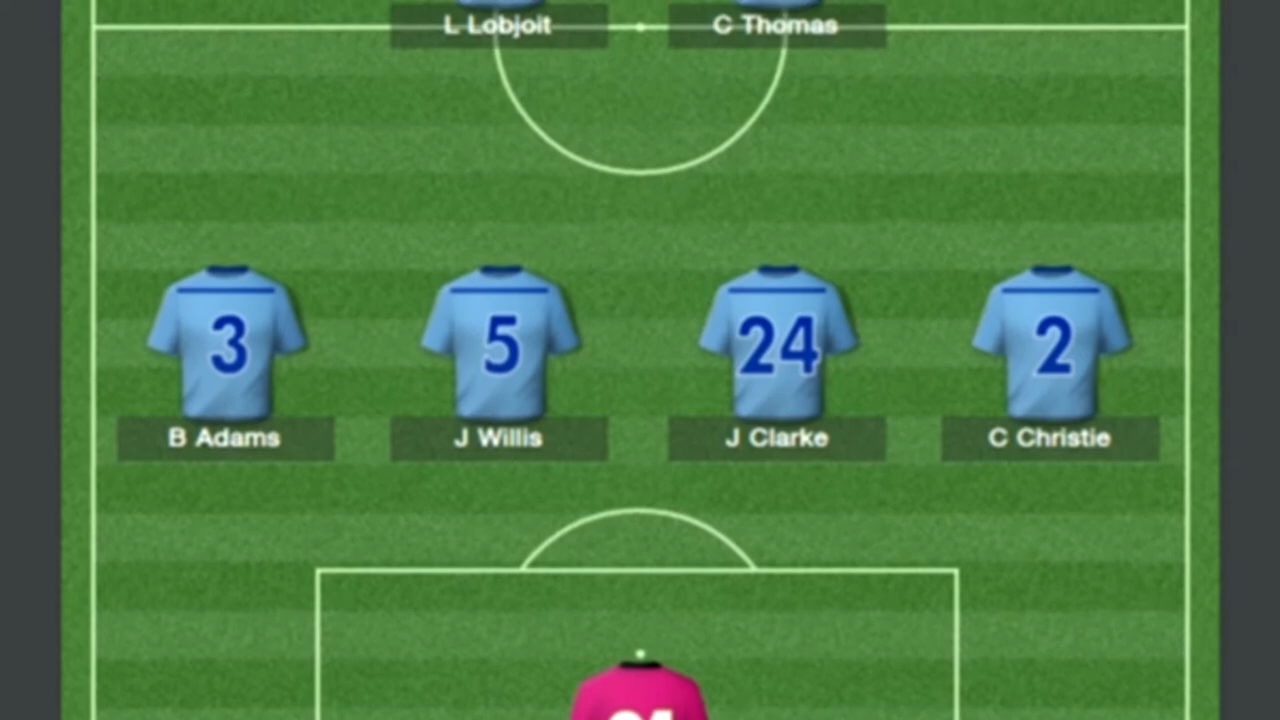 L Lobjoit
C Thomas
3
5
24
2
B Adams
J Willis
J Clarke
C Christie